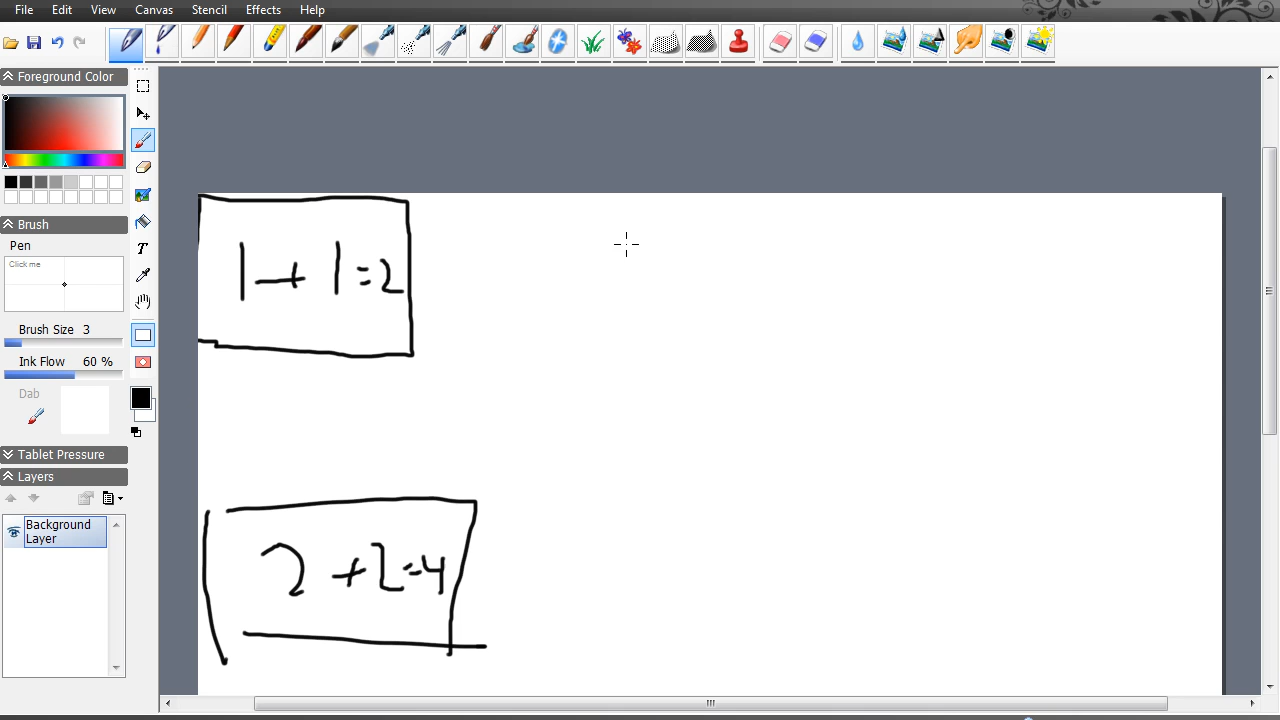 File Edit View Canvas Stencil Effects Help
Foreground Color
Brush
Pen
Click me
Brush Size 3
Ink Flow 60 %
Dab
Tablet Pressure
Layers
Background
Layer
T
1 + 1 = 2
2 + 2 = 4